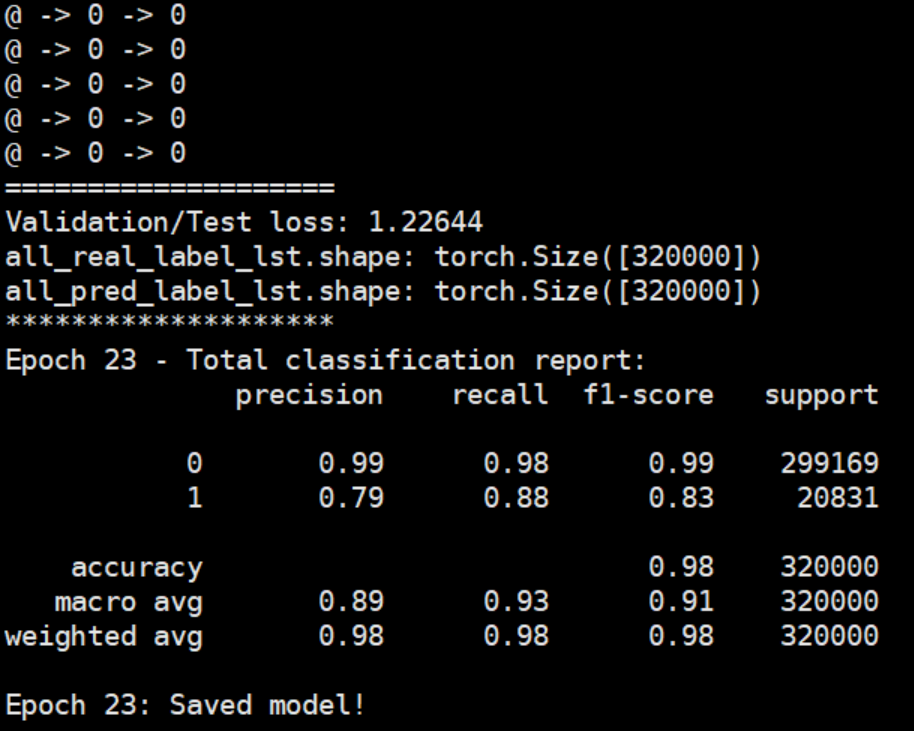 @ -> 0 -> 0
@ -> 0 -> 0
@ -> 0 -> 0
@ -> 0 -> 0
@ -> 0 -> 0
====================
Validation/Test loss: 1.22644
all_real_label_lst.shape: torch.Size([320000])
all_pred_label_lst.shape: torch.Size([320000])
********************
Epoch 23 - Total classification report:
              precision    recall  f1-score   support

           0       0.99      0.98      0.99    299169
           1       0.79      0.88      0.83     20831

    accuracy                           0.98    320000
   macro avg       0.89      0.93      0.91    320000
weighted avg       0.98      0.98      0.98    320000

Epoch 23: Saved model!